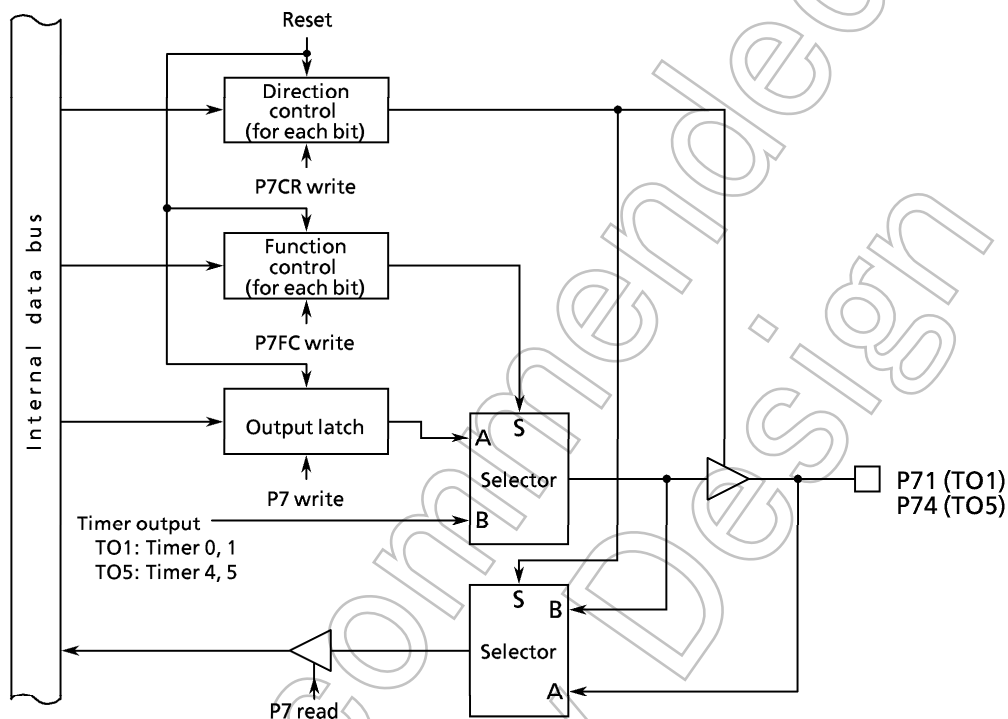 Reset
Direction
control
(for each bit)
P7CR write
Function
control
(for each bit)
P7FC write
Output latch
P7 write
Timer output
TO1: Timer 0, 1
TO5: Timer 4, 5
Internal data bus
A
S
Selector
B
P71 (TO1)
P74 (TO5)
S
B
Selector
A
P7 read
commended
Design